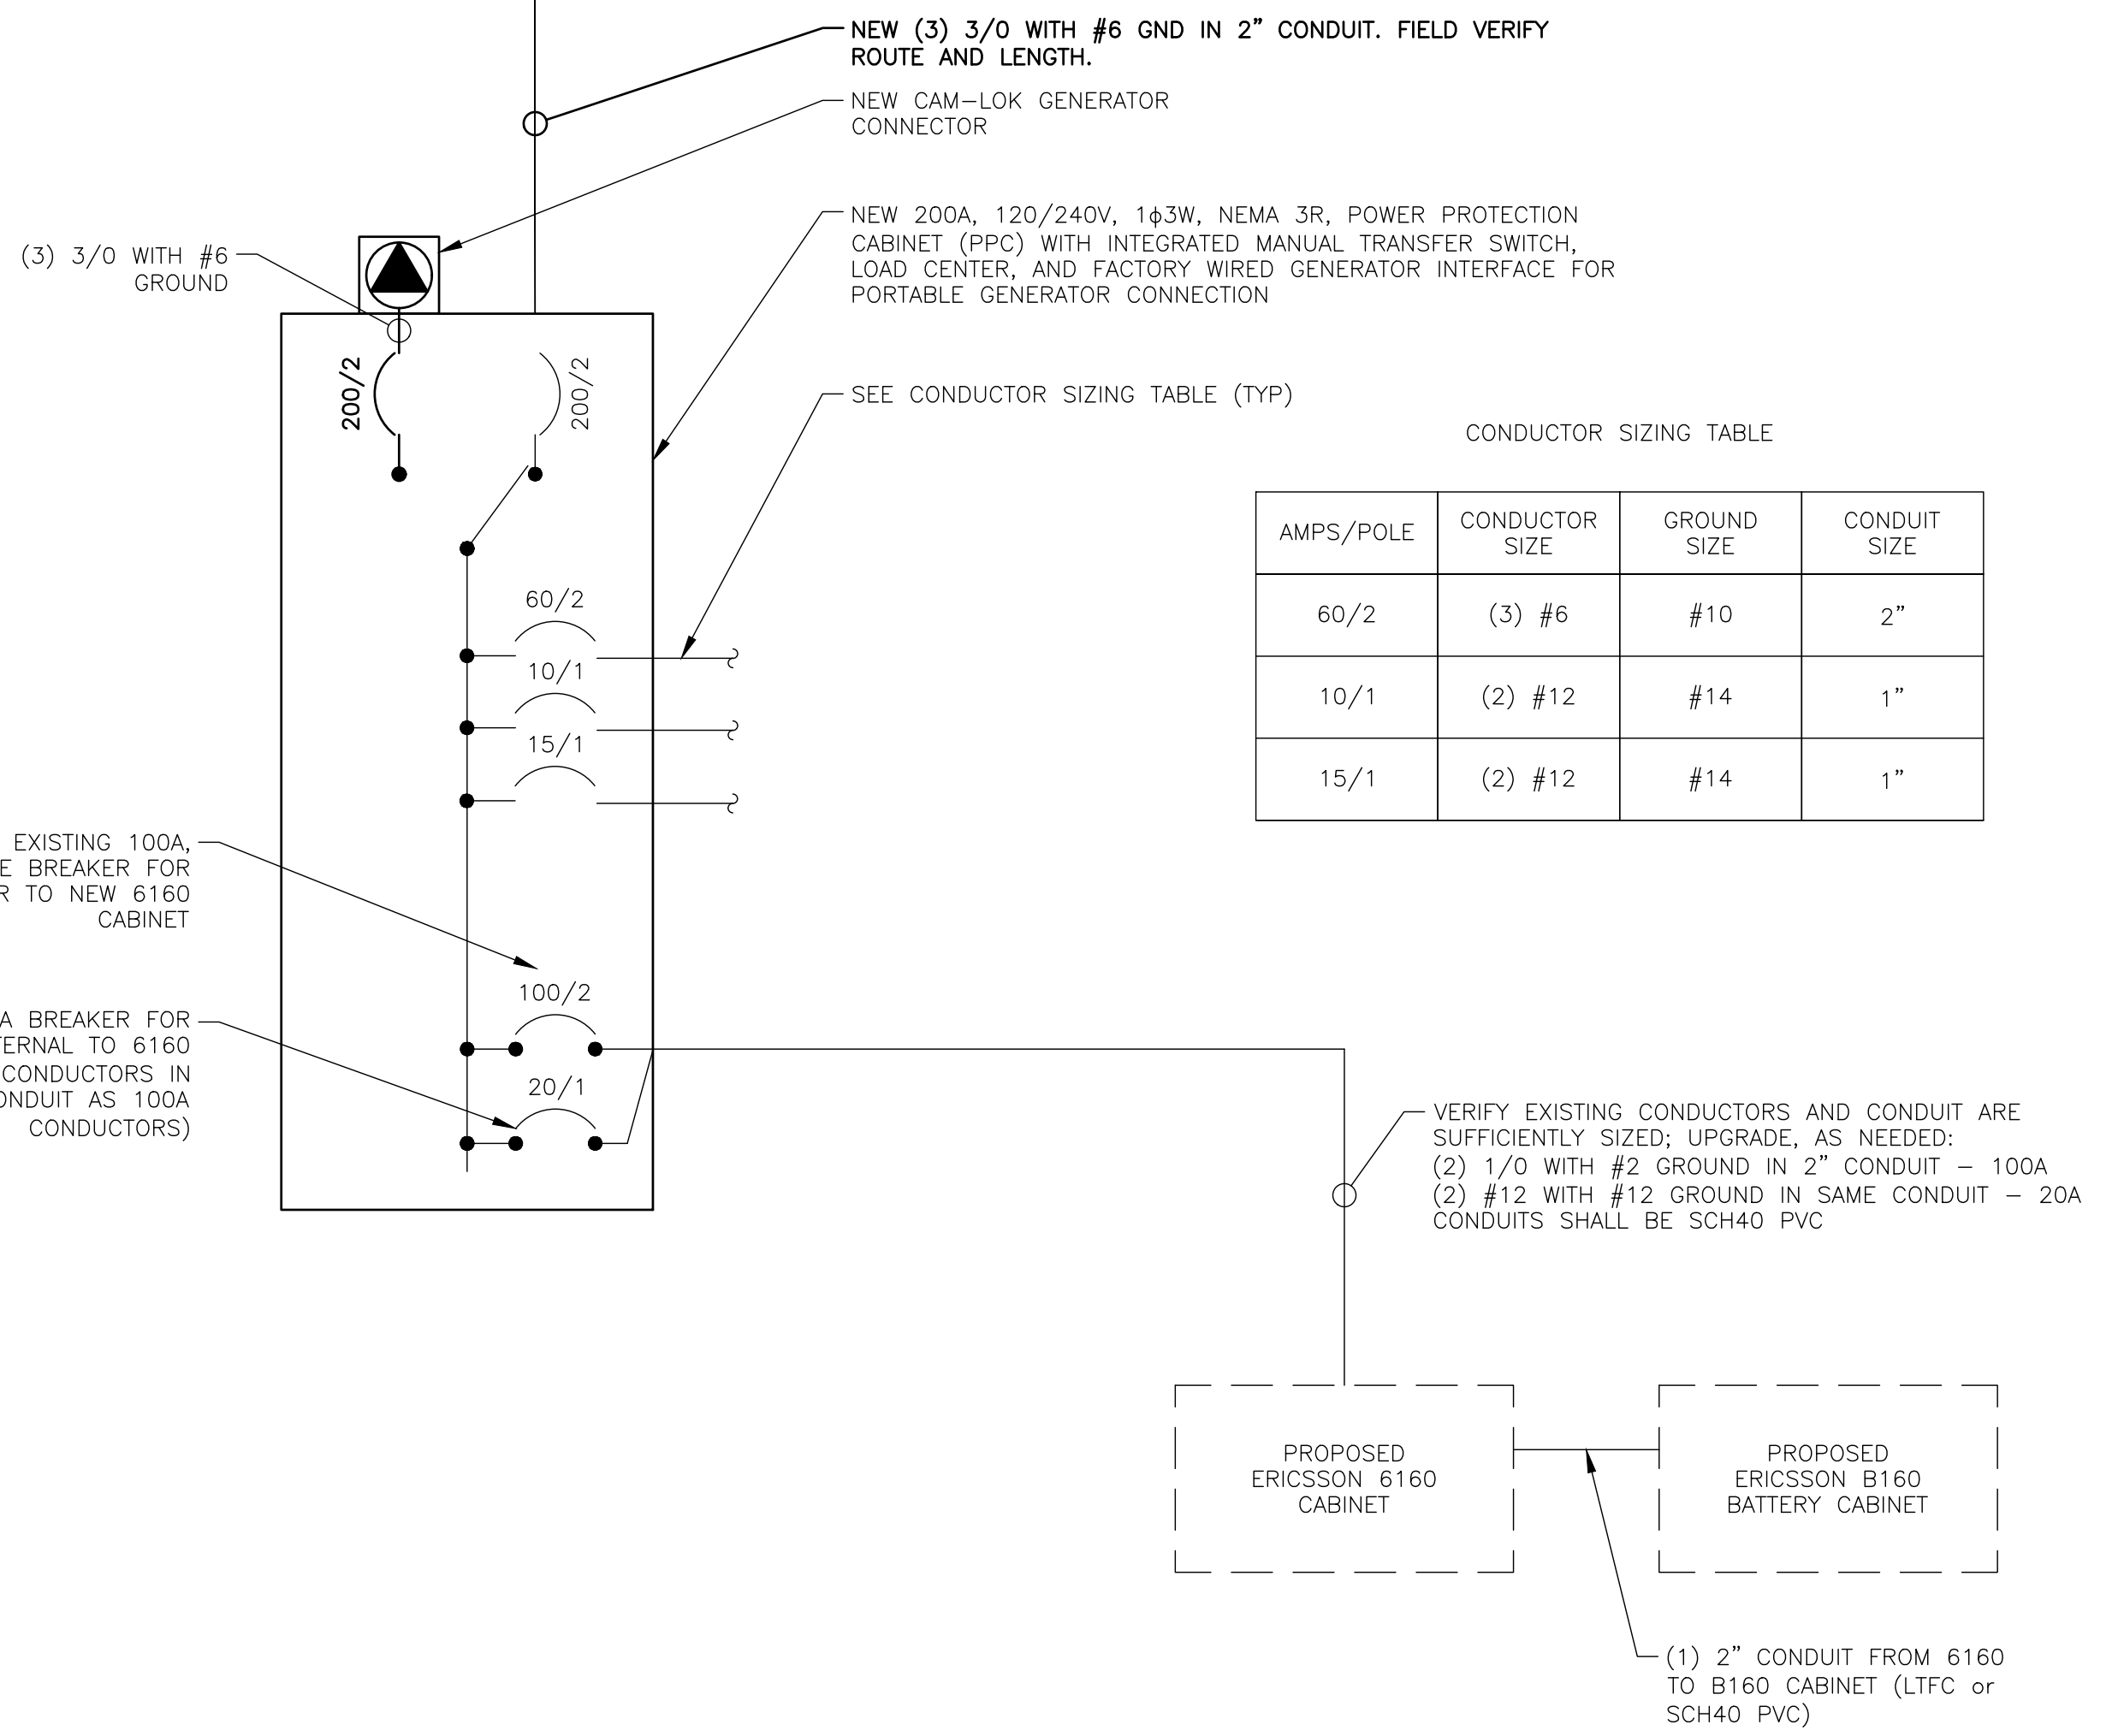 NEW (3) 3/0 WITH #6 GND IN 2” CONDUIT. FIELD VERIFY
ROUTE AND LENGTH.
NEW CAM-LOK GENERATOR
CONNECTOR
(3) 3/0 WITH #6
GROUND
NEW 200A, 120/240V, 1ϕ3W, NEMA 3R, POWER PROTECTION
CABINET (PPC) WITH INTEGRATED MANUAL TRANSFER SWITCH,
LOAD CENTER, AND FACTORY WIRED GENERATOR INTERFACE FOR
PORTABLE GENERATOR CONNECTION
200/2
200/2
SEE CONDUCTOR SIZING TABLE (TYP)
CONDUCTOR SIZING TABLE
AMPS/POLE
CONDUCTOR
SIZE
GROUND
SIZE
CONDUIT
SIZE
60/2
(3) #6
#10
2”
10/1
(2) #12
#14
1”
15/1
(2) #12
#14
1”
60/2
10/1
15/1
EXISTING 100A,
BREAKER FOR
TO NEW 6160
CABINET
100/2
A BREAKER FOR
TO 6160
CONDUCTORS IN
AS 100A
CONDUCTORS)
20/1
VERIFY EXISTING CONDUCTORS AND CONDUIT ARE
SUFFICIENTLY SIZED; UPGRADE, AS NEEDED:
(2) 1/0 WITH #2 GROUND IN 2” CONDUIT – 100A
(2) #12 WITH #12 GROUND IN SAME CONDUIT – 20A
CONDUITS SHALL BE SCH40 PVC
PROPOSED
ERICSSON 6160
CABINET
PROPOSED
ERICSSON B160
BATTERY CABINET
(1) 2” CONDUIT FROM 6160
TO B160 CABINET (LTFC or
SCH40 PVC)